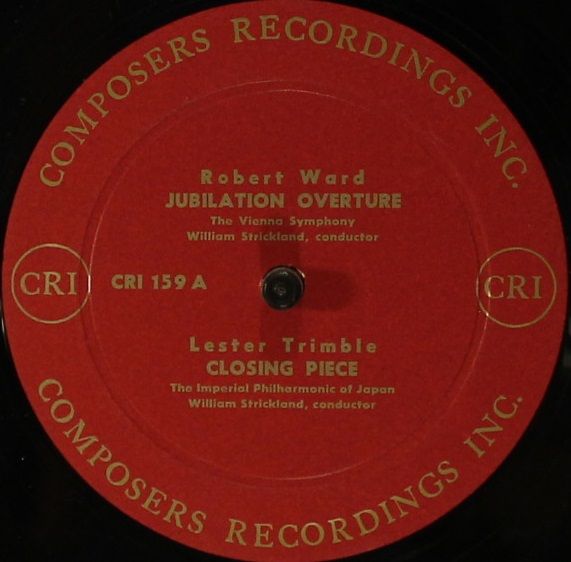 COMPOSERS RECORDINGS INC.
Robert Ward
JUBILATION OVERTURE
The Vienna Symphony
William Strickland, conductor
CRI
CRI 159 A
CRI
Lester Trimble
CLOSING PIECE
The Imperial Philharmonic of Japan
William Strickland, conductor
COMPOSERS RECORDINGS INC.